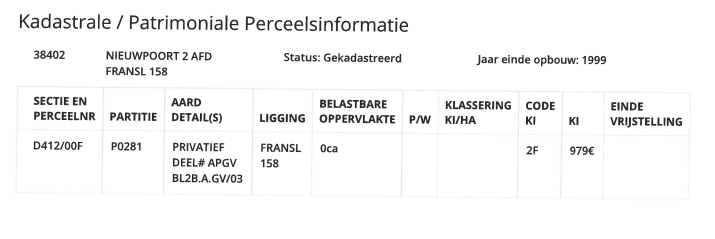 Kadastrale / Patrimoniale Perceelsinformatie
38402 NIEUWPOORT 2 AFD Status: Gekadastreerd Jaar einde opbouw: 1999
FRANSL 158
SECTIE EN PERCEELNR PARTITIE AARD DETAIL(S) LIGGING BELASTBARE OPPERVLAKTE P/W KLASSERING KI/HA CODE KI KI EINDE VRIJSTELLING
D412/00F P0281 PRIVATIEF FRANSL 0ca 2F 979€
DEEL# APGV 158
BL2B.A.GV/03